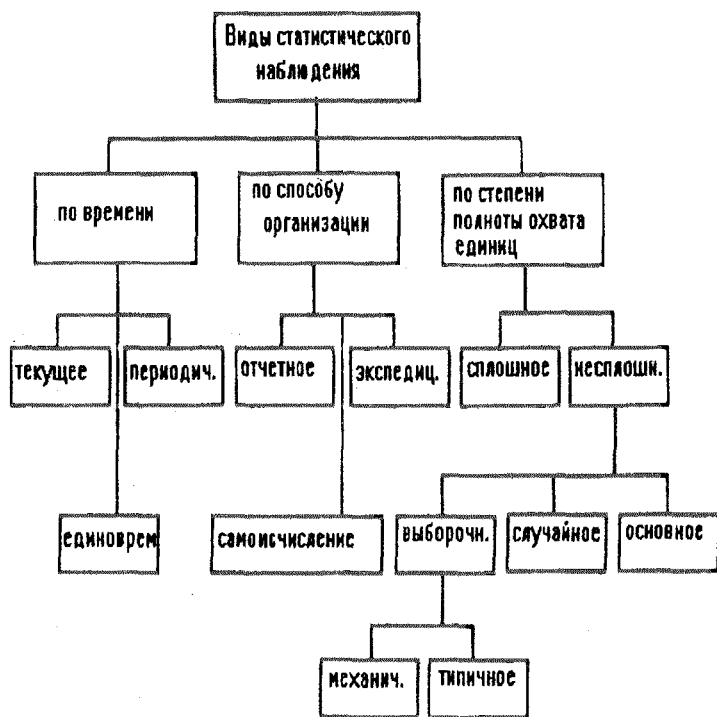 Виды статистического
наблюдения
по времени
по способу
организации
по степени
полноты охвата
единиц
текущее
периодич.
отчетное
экспедиц.
сплошное
несплошн.
единоврем
самоисчисление
выборочн.
случайное
основное
механич.
типичное